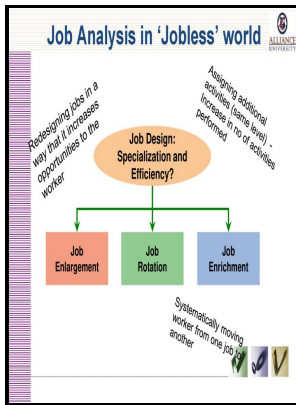 Job Analysis in ‘Jobless’ world
ALLIANCE
UNIVERSITY
Redesigning jobs in a
way that it increases
opportunities to the
worker
Assigning additional
activities (same level) -
Increase in no of activities
performed
Job Design:
Specialization and
Efficiency?
Job
Enlargement
Job
Rotation
Job
Enrichment
Systematically moving
worker from one job to
another